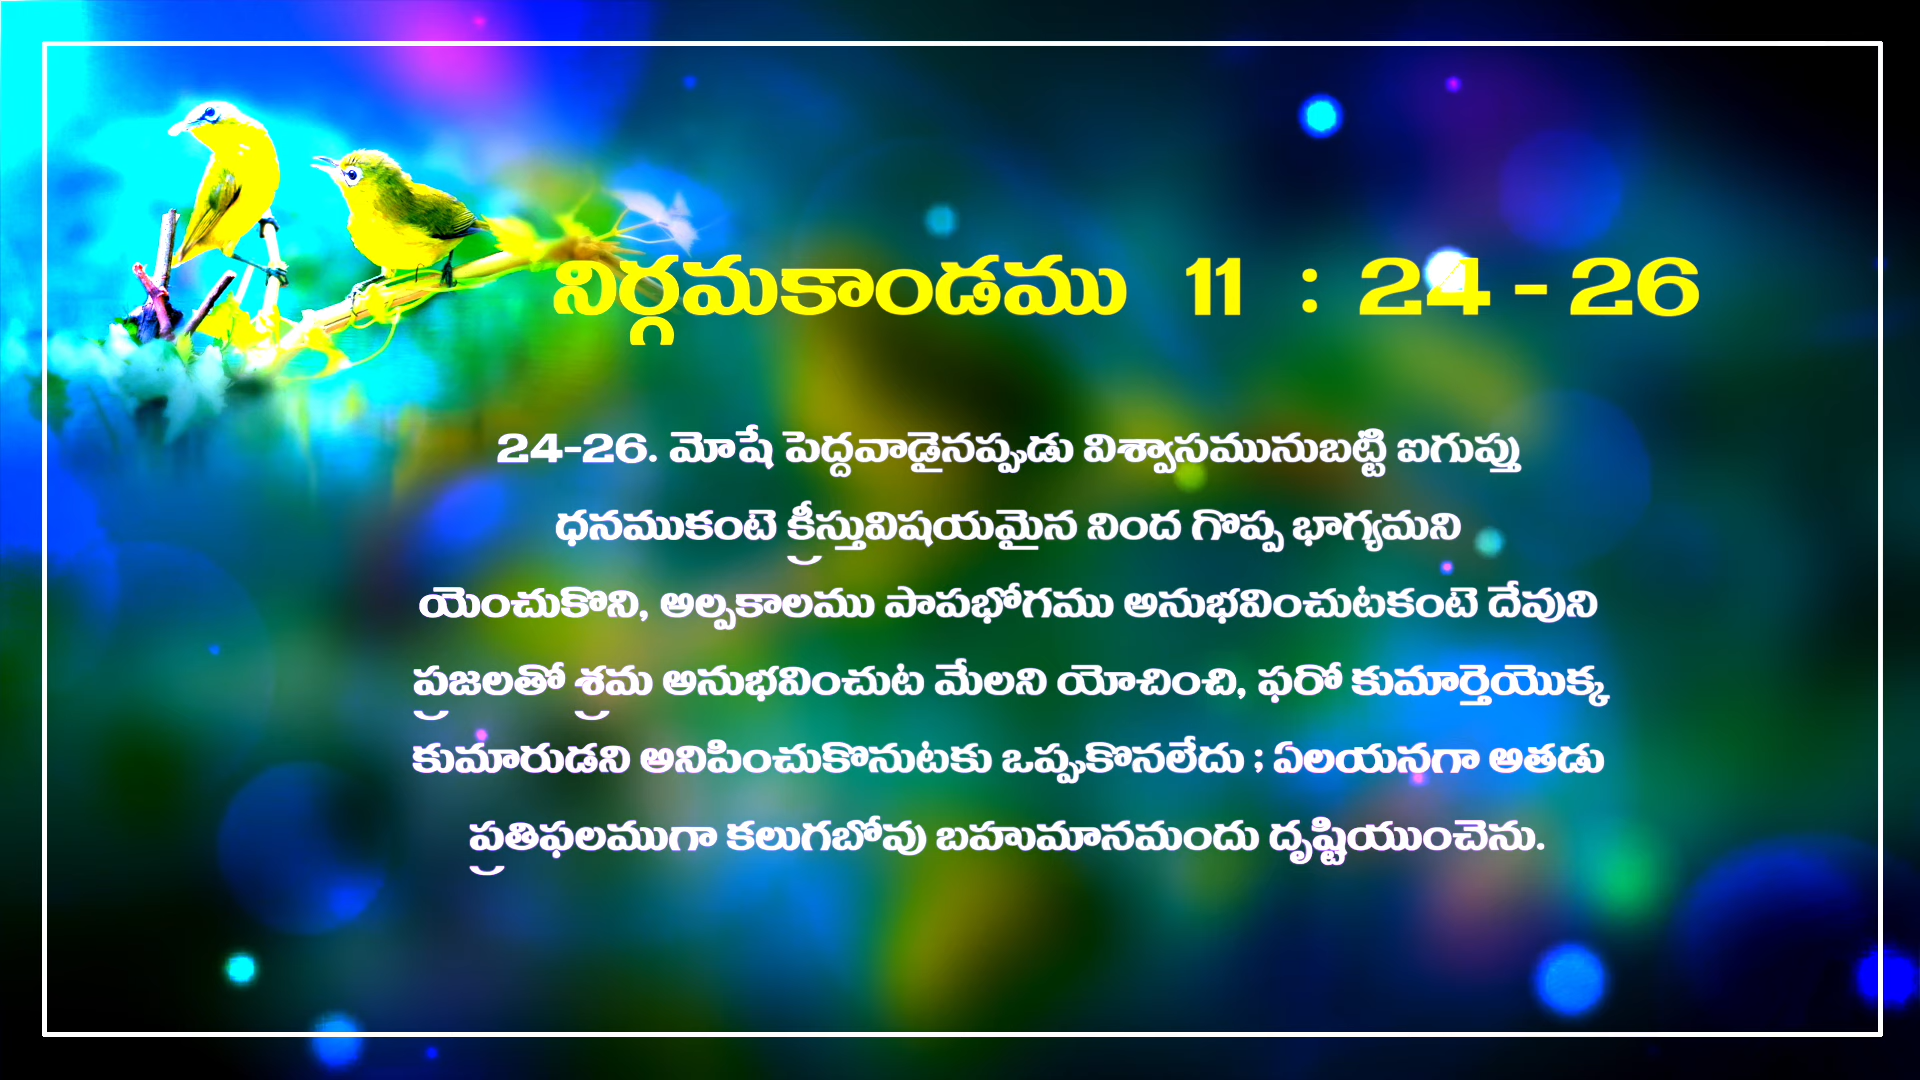 నిర్గమకాండము 11 : 24 - 26
24-26. మోషే పెద్దవాడైనప్పుడు విశ్వాసమునుబట్టి ఐగుప్తు
ధనముకంటె క్రీస్తువిషయమైన నింద గొప్ప భాగ్యమని
యెంచుకొని, అల్పకాలము పాపభోగము అనుభవించుటకంటె దేవుని
ప్రజలతో శ్రమ అనుభవించుట మేలని యోచించి, ఫరో కుమార్తెయొక్క
కుమారుడని అనిపించుకొనుటకు ఒప్పుకొనలేదు ; ఏలయనగా అతడు
ప్రతిఫలముగా కలుగబోవు బహుమానమందు దృష్టియుంచెను.